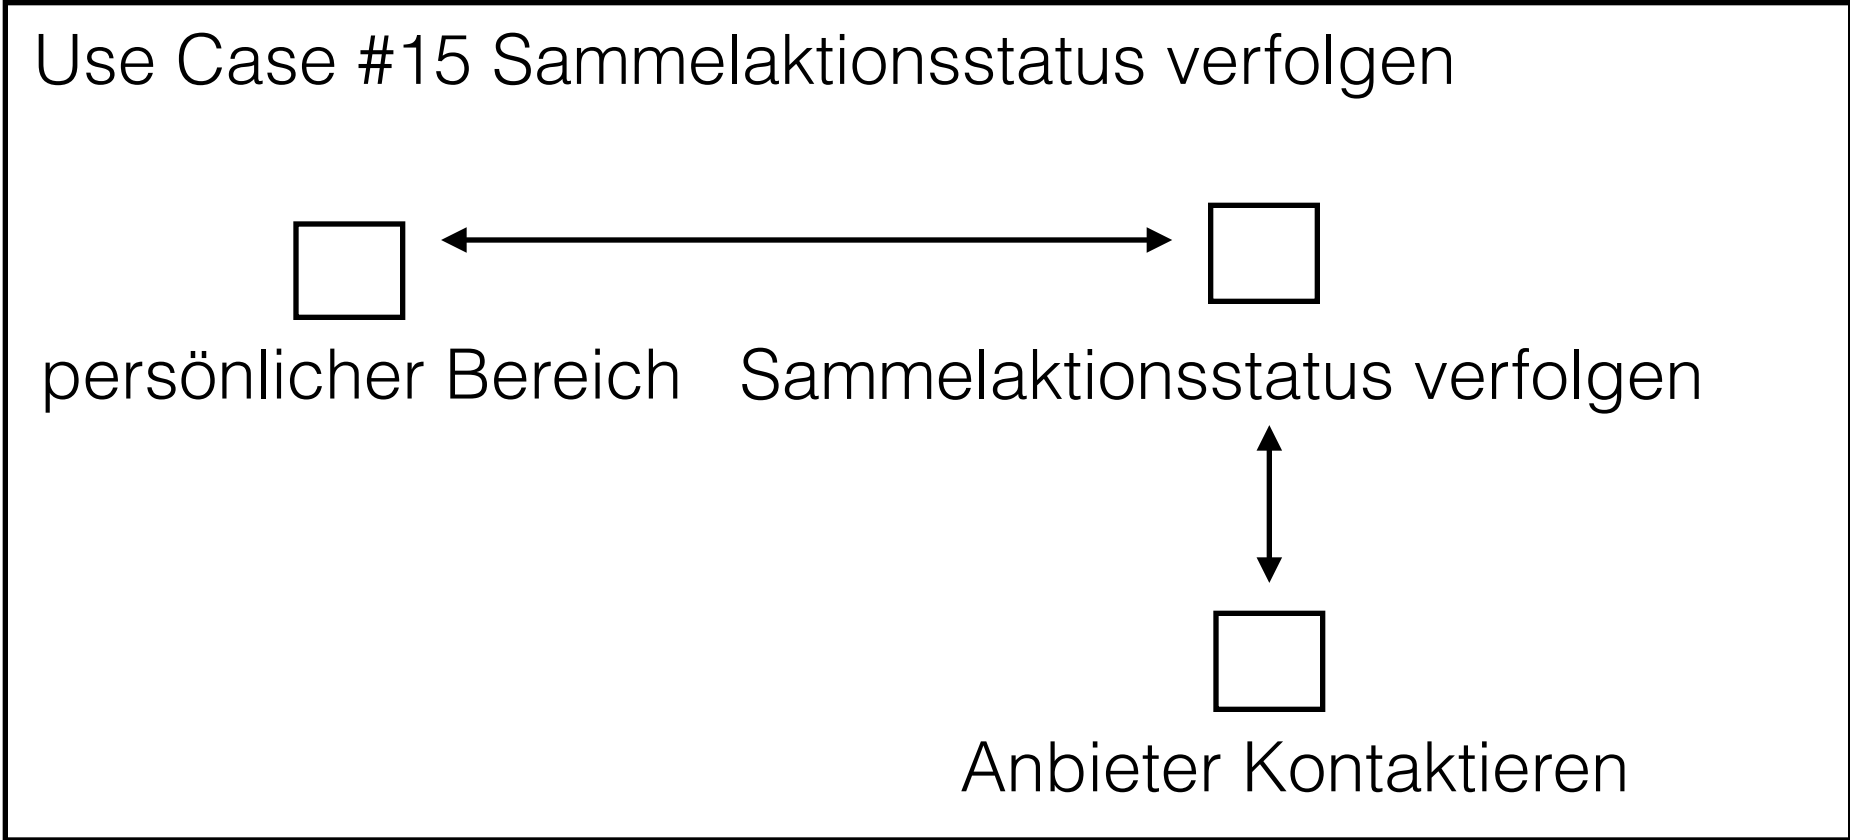 Use Case #15 Sammelaktionsstatus verfolgen
persönlicher Bereich
Sammelaktionsstatus verfolgen
Anbieter Kontaktieren